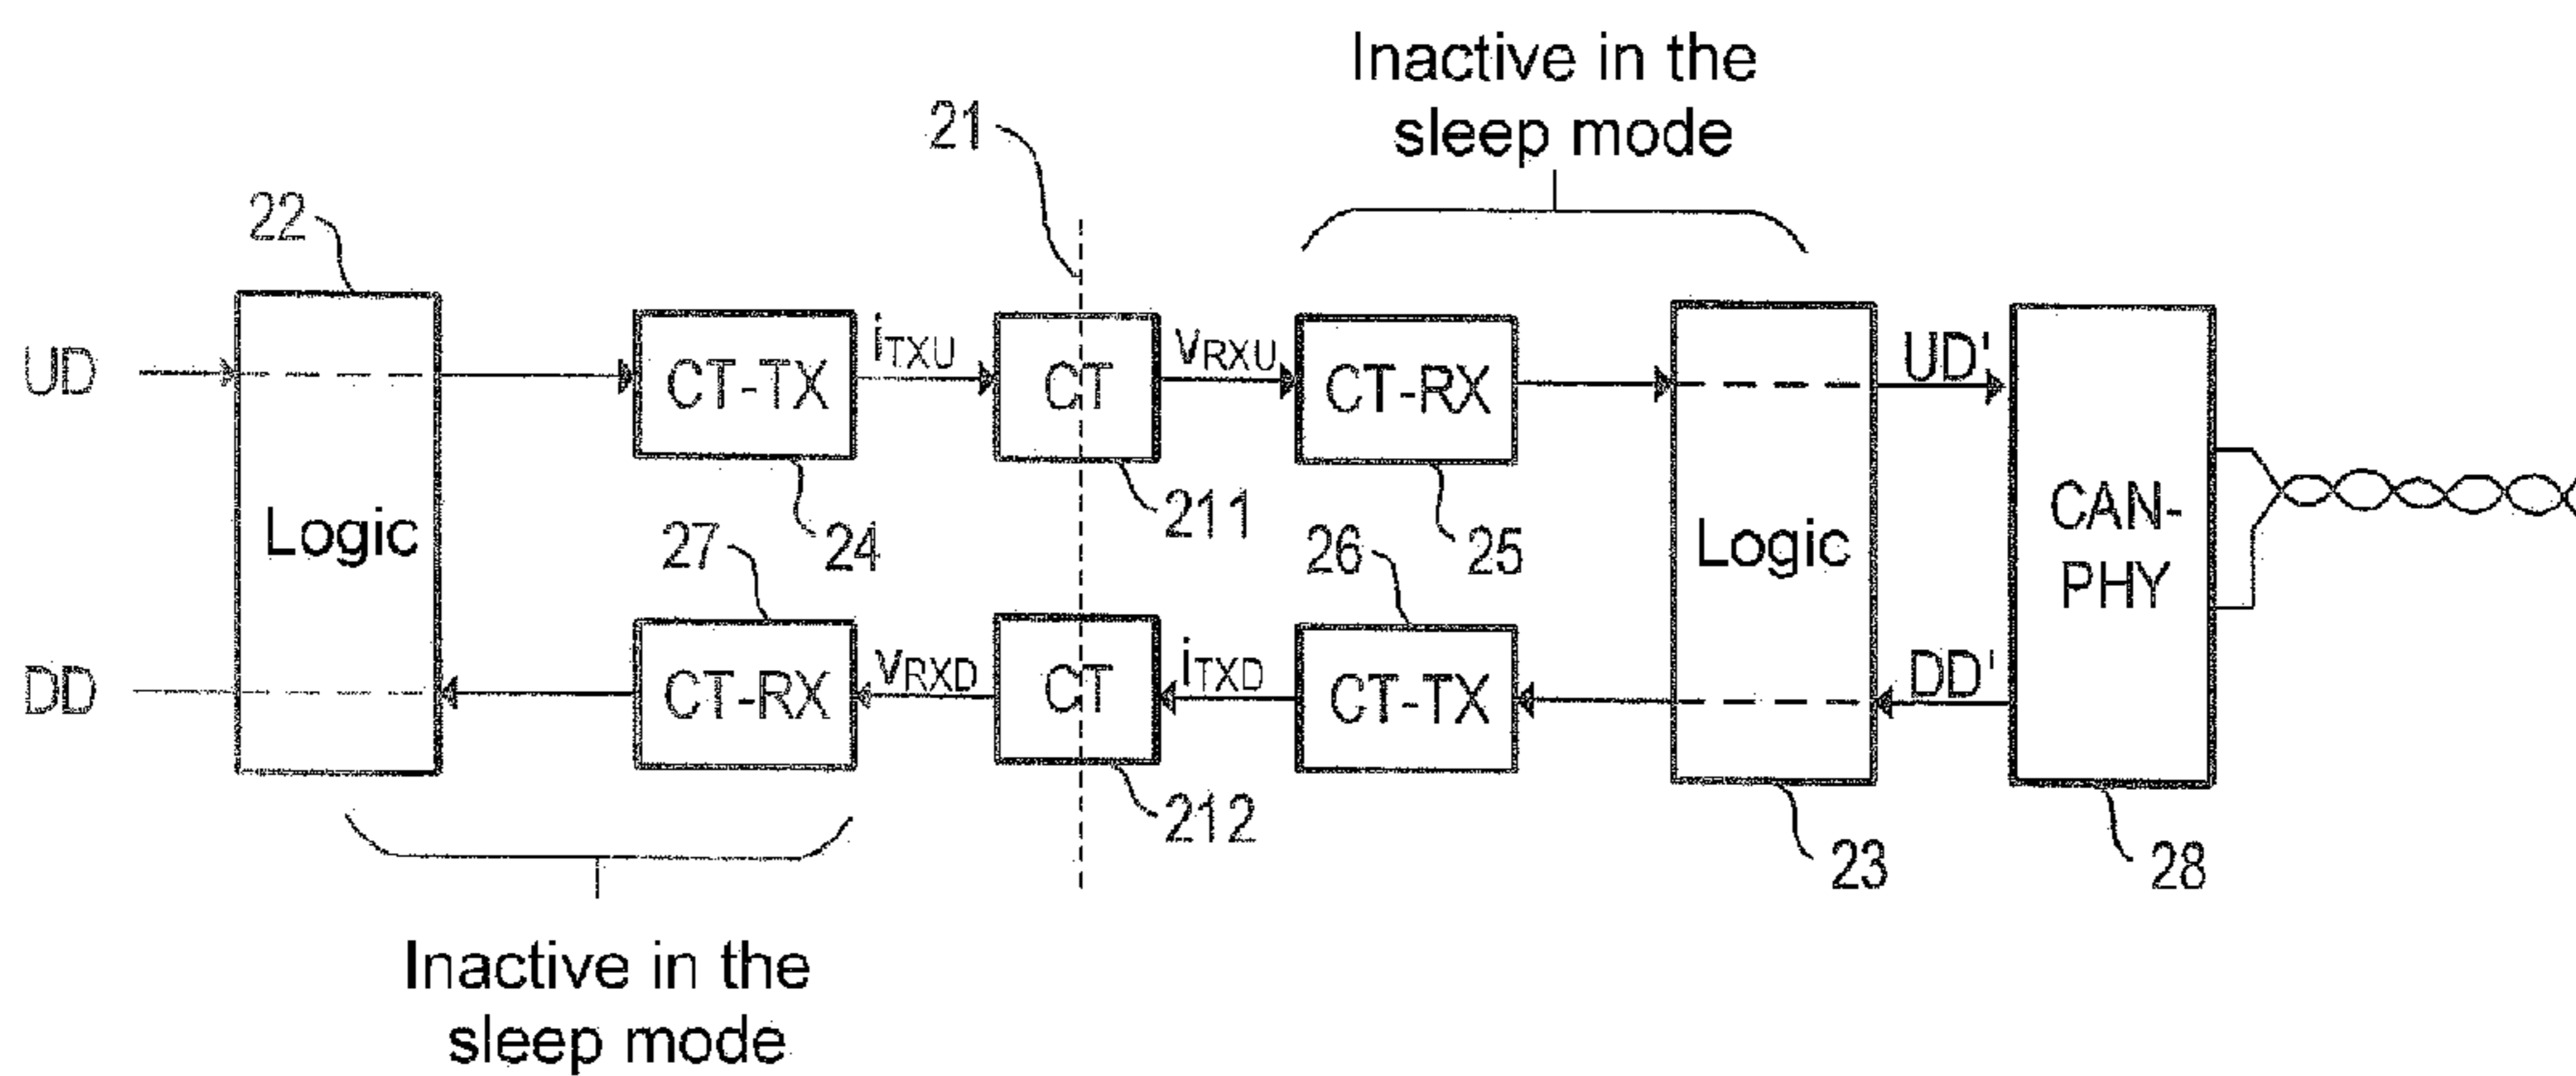 Inactive in the
sleep mode
21
22
UD
CT-TX
iTXU
CT
VRXU
CT-RX
UD'
Logic
24
211
25
Logic
CAN-
PHY
27
26
DD
CT-RX
VRXD
CT
iTXD
CT-TX
DD'
212
23
28
Inactive in the
sleep mode